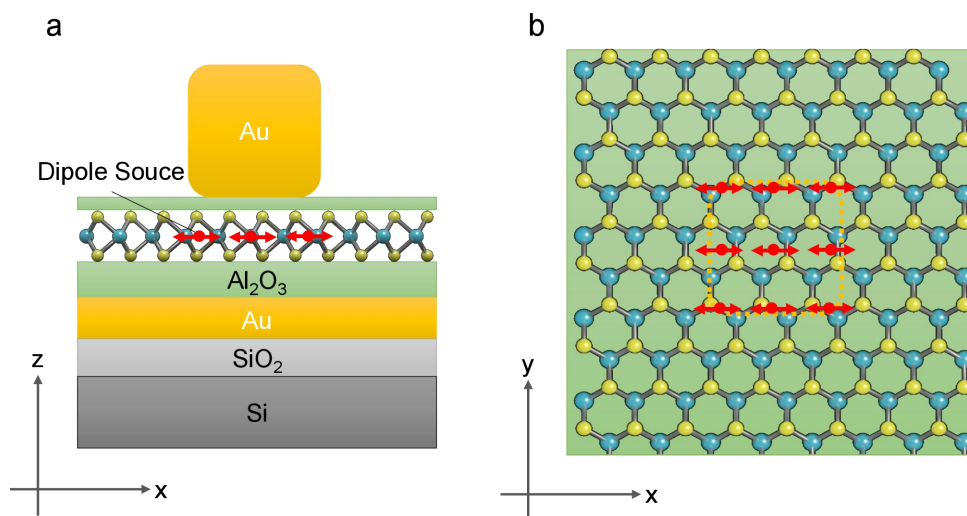 a
b
Au
Dipole Souce
Al₂O₃
Au
SiO₂
Si
z
x
y
x